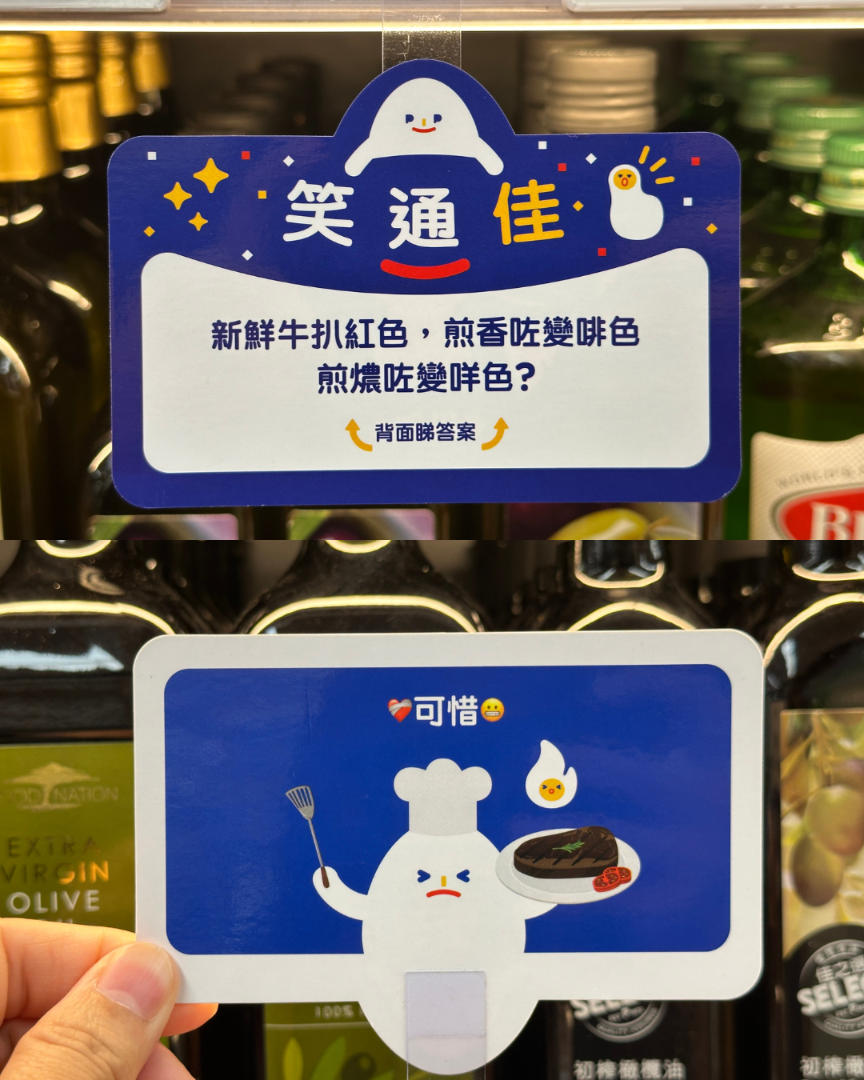 笑通佳
新鮮牛扒紅色，煎香咗變啡色
煎燶咗變咩色?
背面睇答案
❤️‍🩹可惜😬
EXTRA
VIRGIN
OLIVE
100%
初榨橄欖油
初榨橄欖